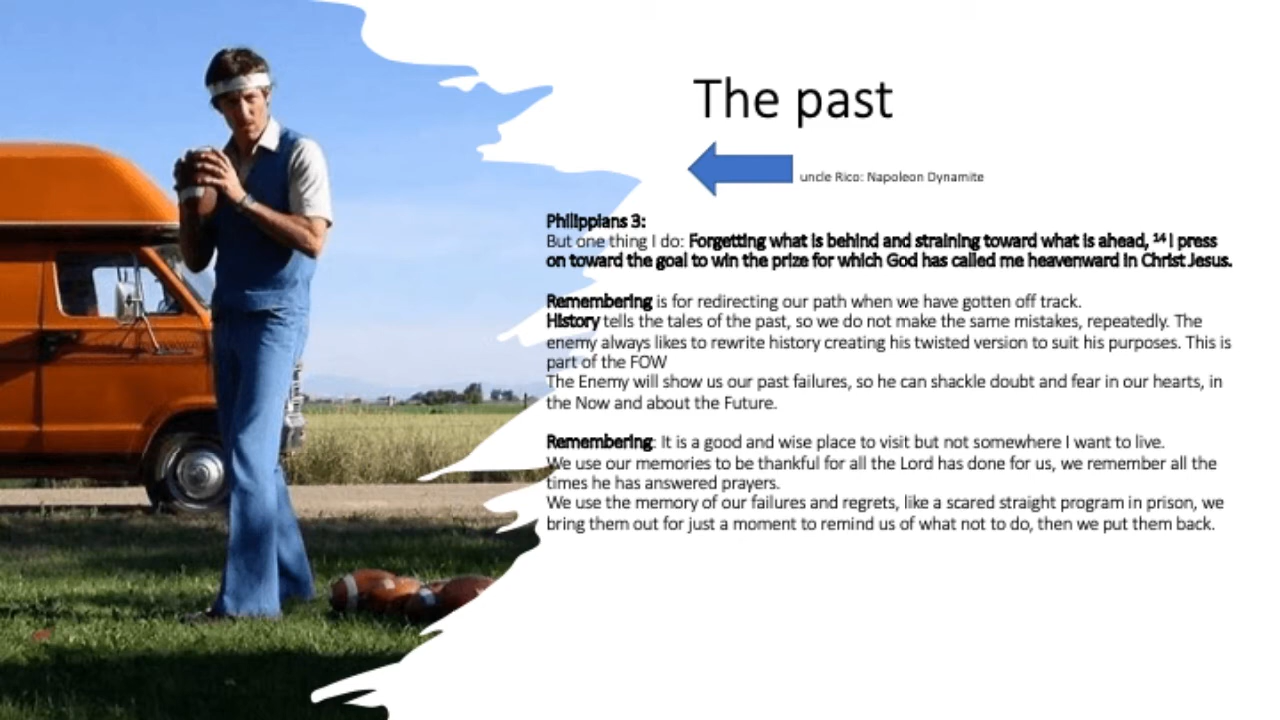 The past
uncle Rico: Napoleon Dynamite
Philippians 3:
But one thing I do: Forgetting what is behind and straining toward what is ahead, ¹⁴ I press
on toward the goal to win the prize for which God has called me heavenward in Christ Jesus.
Remembering is for redirecting our path when we have gotten off track.
History tells the tales of the past, so we do not make the same mistakes, repeatedly. The
enemy always likes to rewrite history creating his twisted version to suit his purposes. This is
part of the FOW
The Enemy will show us our past failures, so he can shackle doubt and fear in our hearts, in
the Now and about the Future.
Remembering: It is a good and wise place to visit but not somewhere I want to live.
We use our memories to be thankful for all the Lord has done for us, we remember all the
times he has answered prayers.
We use the memory of our failures and regrets, like a scared straight program in prison, we
bring them out for just a moment to remind us of what not to do, then we put them back.